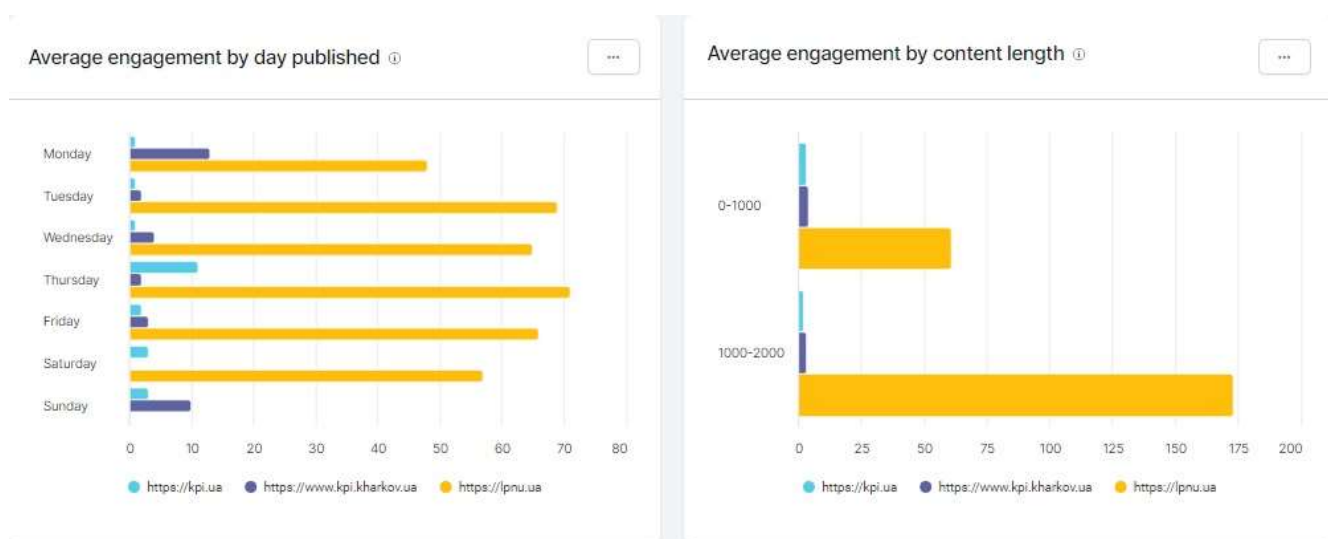 Average engagement by day published ⓘ
...
Monday
Tuesday
Wednesday
Thursday
Friday
Saturday
Sunday
0 10 20 30 40 50 60 70 80
https://kpi.ua https://www.kpi.kharkov.ua https://lpnu.ua
Average engagement by content length ⓘ
...
0-1000
1000-2000
0 25 50 75 100 125 150 175 200
https://kpi.ua https://www.kpi.kharkov.ua https://lpnu.ua